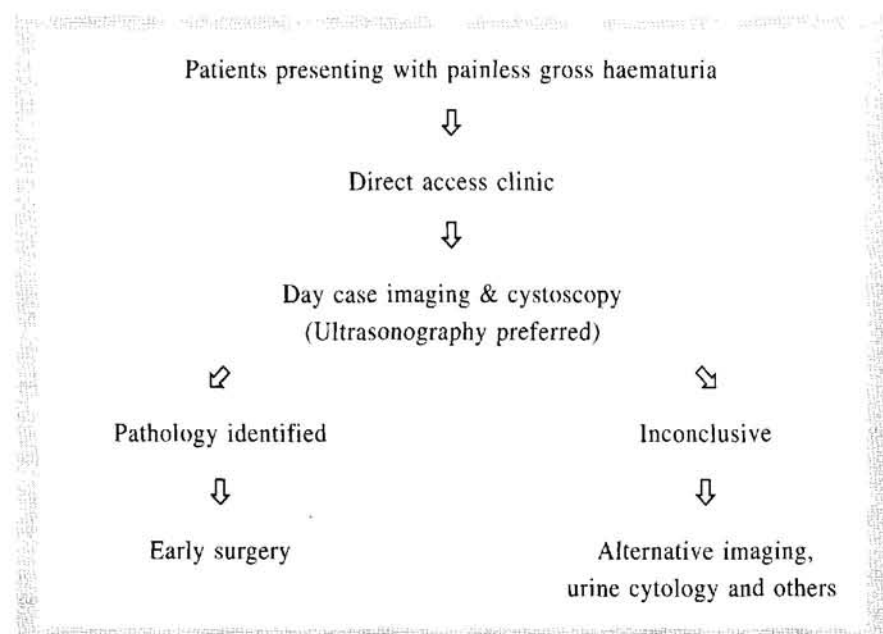 Patients presenting with painless gross haematuria
Direct access clinic
Day case imaging & cystoscopy
(Ultrasonography preferred)
Pathology identified
Inconclusive
Early surgery
Alternative imaging,
urine cytology and others